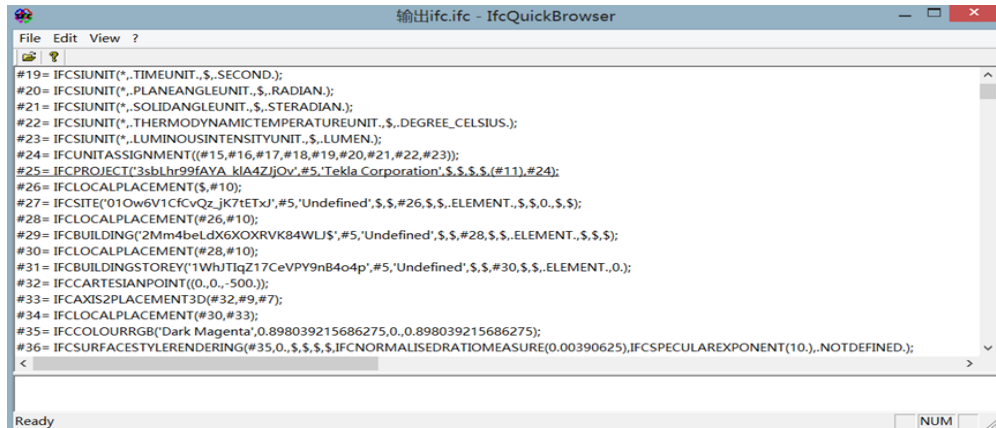 输出ifc.ifc - IfcQuickBrowser
File Edit View ?
#19= IFCSIUNIT(*,.TIMEUNIT.,$,.SECOND.);
#20= IFCSIUNIT(*,.PLANEANGLEUNIT.,$,.RADIAN.);
#21= IFCSIUNIT(*,.SOLIDANGLEUNIT.,$,.STERADIAN.);
#22= IFCSIUNIT(*,.THERMODYNAMICTEMPERATUREUNIT.,$,.DEGREE_CELSIUS.);
#23= IFCSIUNIT(*,.LUMINOUSINTENSITYUNIT.,$,.LUMEN.);
#24= IFCUNITASSIGNMENT((#15,#16,#17,#18,#19,#20,#21,#22,#23));
#25= IFCPROJECT('3sbLhr99fAYA_klA4ZJjOv',#5,'Tekla Corporation',$,$,$,$,(#11),#24);
#26= IFCLOCALPLACEMENT($,#10);
#27= IFCSITE('01Ow6V1CfCvQz_jK7tETxJ',#5,'Undefined',$,$,#26,$,$,.ELEMENT.,$,$,0.,$,$);
#28= IFCLOCALPLACEMENT(#26,#10);
#29= IFCBUILDING('2Mm4beLdX6XOXRVK84WLJ$',#5,'Undefined',$,$,#28,$,$,.ELEMENT.,$,$,$);
#30= IFCLOCALPLACEMENT(#28,#10);
#31= IFCBUILDINGSTOREY('1WhJTIqZ17CeVPY9nB4o4p',#5,'Undefined',$,$,#30,$,$,.ELEMENT.,0.);
#32= IFCCARTESIANPOINT((0.,0.,-500.));
#33= IFCAXIS2PLACEMENT3D(#32,#9,#7);
#34= IFCLOCALPLACEMENT(#30,#33);
#35= IFCCOLOURRGB('Dark Magenta',0.898039215686275,0.,0.898039215686275);
#36= IFCSURFACESTYLERENDERING(#35,0.,$,$,$,$,IFCNORMALISEDRATIOMEASURE(0.00390625),IFCSPECULAREXPONENT(10.),.NOTDEFINED.);
Ready NUM